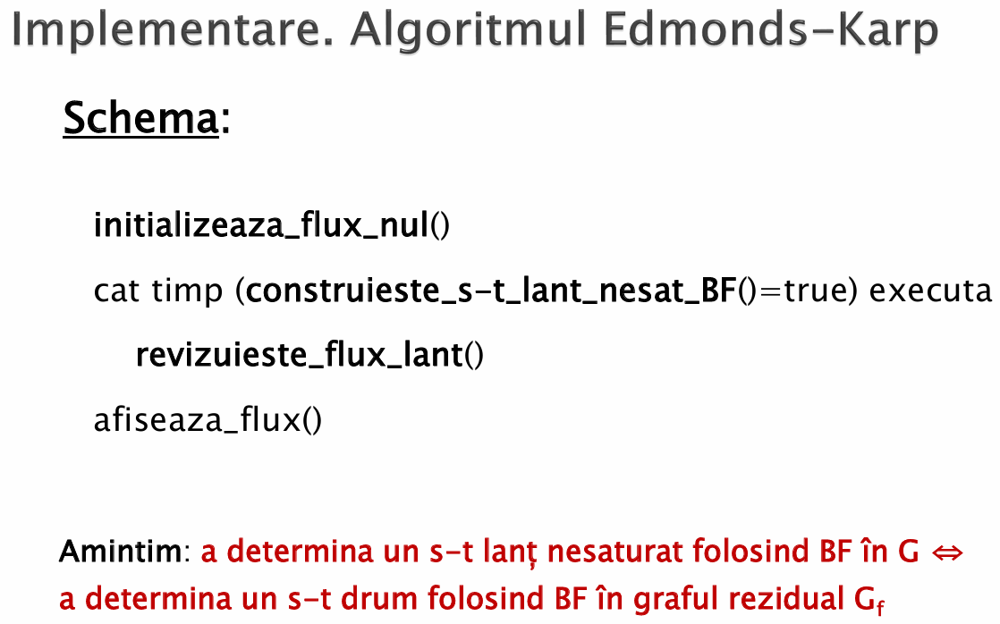 Implementare. Algoritmul Edmonds-Karp
Schema:
initializeaza_flux_nul()
cat timp (construieste_s-t_lant_nesat_BF()=true) executa
revizuieste_flux_lant()
afiseaza_flux()
Amintim: a determina un s-t lanț nesaturat folosind BF în G ⇔
a determina un s-t drum folosind BF în graful rezidual Gf